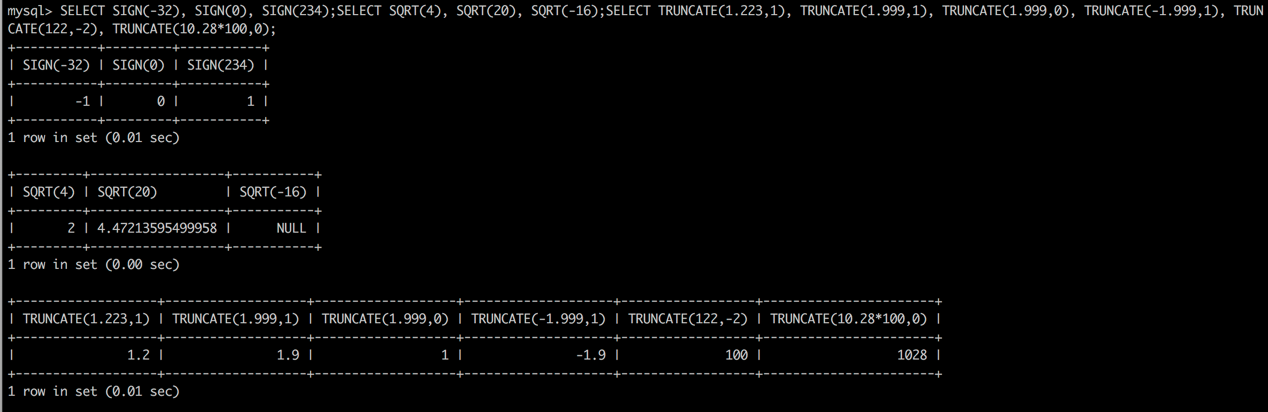 mysql> SELECT SIGN(-32), SIGN(0), SIGN(234);SELECT SQRT(4), SQRT(20), SQRT(-16);SELECT TRUNCATE(1.223,1), TRUNCATE(1.999,1), TRUNCATE(1.999,0), TRUNCATE(-1.999,1), TRUN
CATE(122,-2), TRUNCATE(10.28*100,0);
+-----------+---------+-----------+
| SIGN(-32) | SIGN(0) | SIGN(234) |
+-----------+---------+-----------+
|        -1 |       0 |         1 |
+-----------+---------+-----------+
1 row in set (0.01 sec)

+---------+------------------+-----------+
| SQRT(4) | SQRT(20)         | SQRT(-16) |
+---------+------------------+-----------+
|       2 | 4.47213595499958 |      NULL |
+---------+------------------+-----------+
1 row in set (0.00 sec)

+-------------------+-------------------+-------------------+--------------------+------------------+-----------------------+
| TRUNCATE(1.223,1) | TRUNCATE(1.999,1) | TRUNCATE(1.999,0) | TRUNCATE(-1.999,1) | TRUNCATE(122,-2) | TRUNCATE(10.28*100,0) |
+-------------------+-------------------+-------------------+--------------------+------------------+-----------------------+
|               1.2 |               1.9 |                 1 |               -1.9 |              100 |                  1028 |
+-------------------+-------------------+-------------------+--------------------+------------------+-----------------------+
1 row in set (0.01 sec)